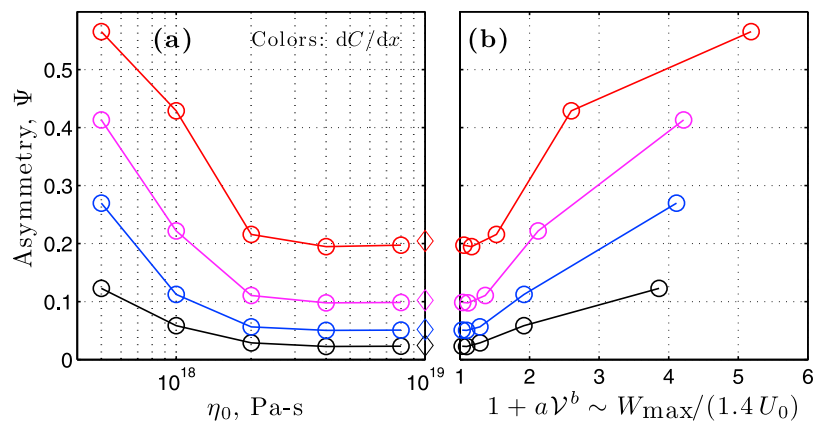 (a) Colors: dC/dx
(b)
Asymmetry, Ψ
0.5
0.4
0.3
0.2
0.1
0
10^18
10^19
η_0, Pa-s
1 2 3 4 5 6
1 + a𝒱^b ∼ W_max/(1.4 U_0)